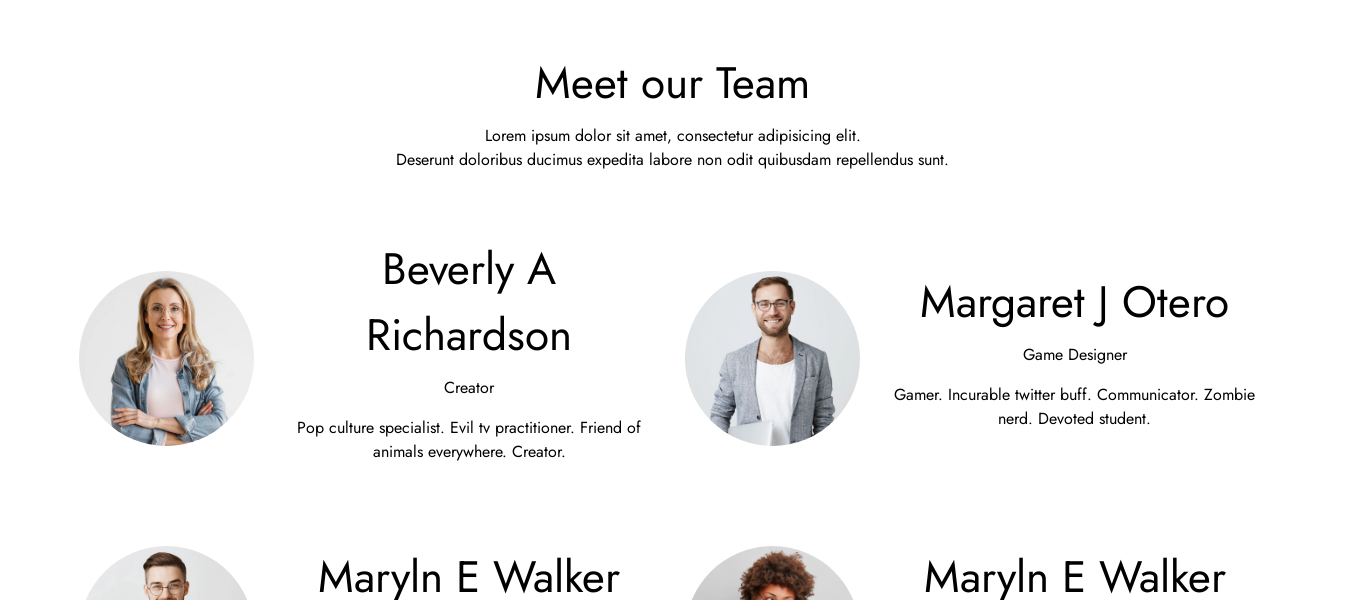 Meet our Team
Lorem ipsum dolor sit amet, consectetur adipisicing elit.
Deserunt doloribus ducimus expedita labore non odit quibusdam repellendus sunt.
Beverly A
Richardson
Creator
Pop culture specialist. Evil tv practitioner. Friend of
animals everywhere. Creator.
Margaret J Otero
Game Designer
Gamer. Incurable twitter buff. Communicator. Zombie
nerd. Devoted student.
Maryln E Walker
Maryln E Walker